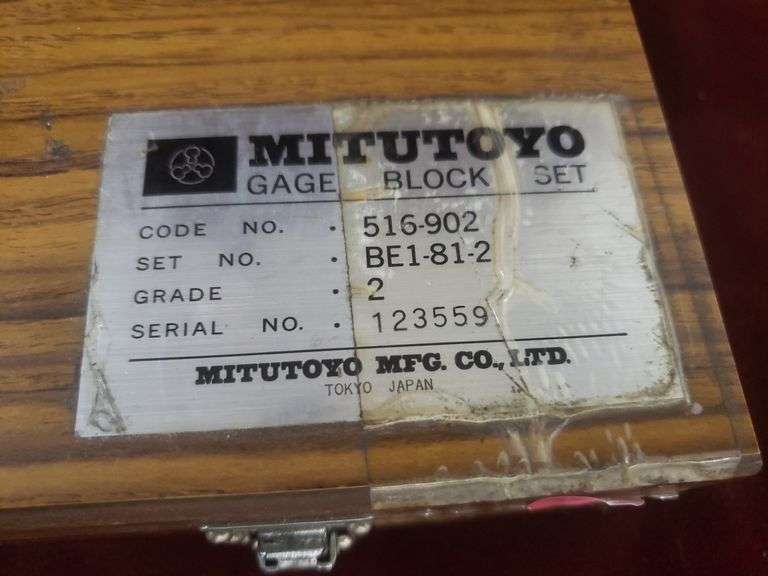 MITUTOYO
GAGE BLOCK SET
CODE NO. • 516-902
SET NO. • BE1-81-2
GRADE • 2
SERIAL NO. • 123559
MITUTOYO MFG. CO., LTD.
TOKYO JAPAN